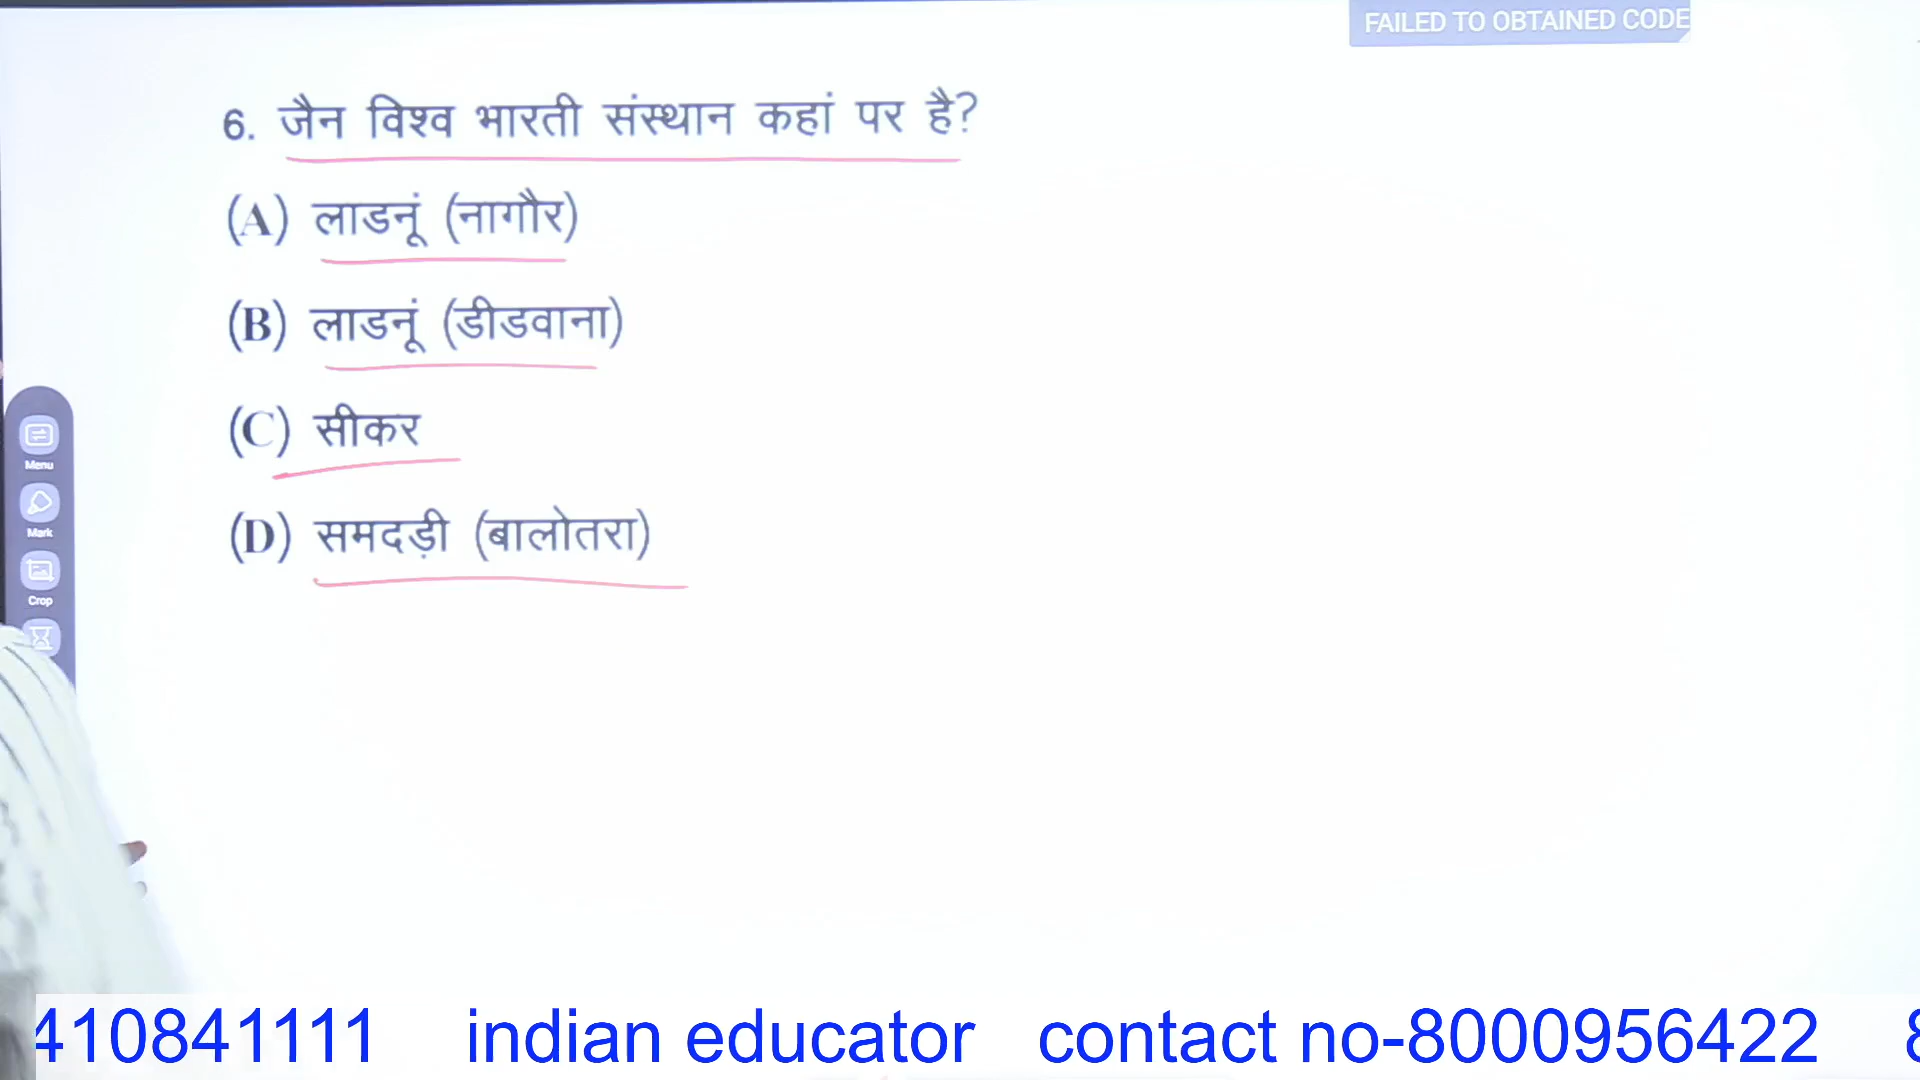 FAILED TO OBTAINED CODE
6. जैन विश्व भारती संस्थान कहां पर है?
(A) लाडनूं (नागौर)
(B) लाडनूं (डीडवाना)
(C) सीकर
(D) समदड़ी (बालोतरा)
Menu
Mark
Crop
410841111 indian educator contact no-8000956422 8